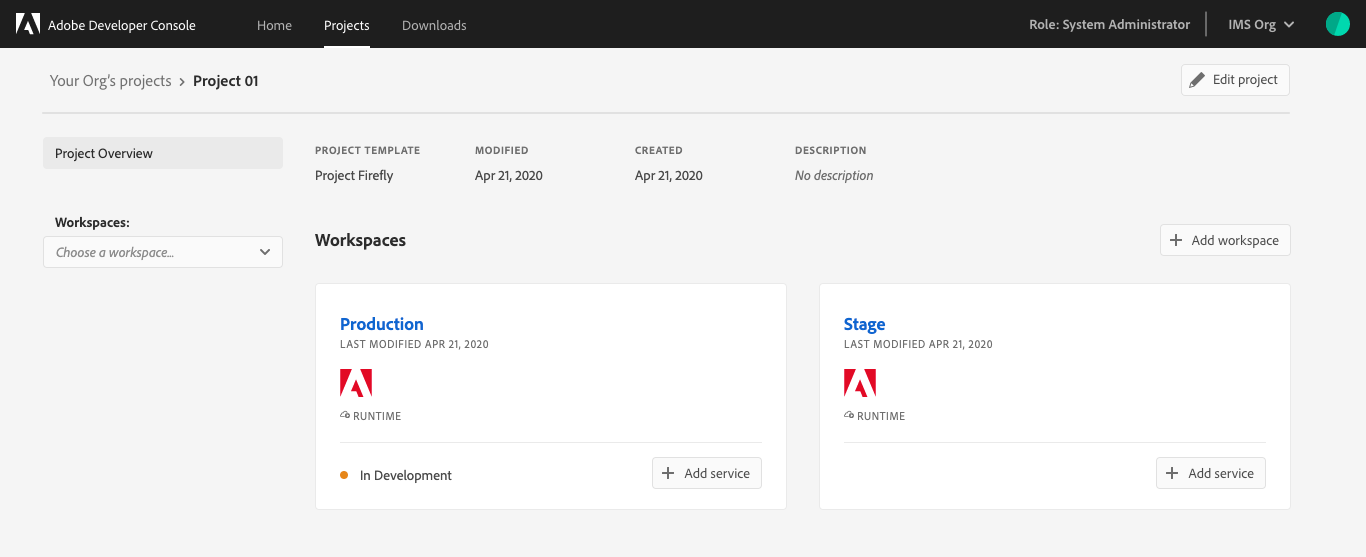 Adobe Developer Console
Home
Projects
Downloads
Role: System Administrator
IMS Org
Your Org's projects > Project 01
Edit project
Project Overview
PROJECT TEMPLATE
Project Firefly
MODIFIED
Apr 21, 2020
CREATED
Apr 21, 2020
DESCRIPTION
No description
Workspaces:
Choose a workspace...
Workspaces
Add workspace
Production
LAST MODIFIED APR 21, 2020
RUNTIME
In Development
Add service
Stage
LAST MODIFIED APR 21, 2020
RUNTIME
Add service